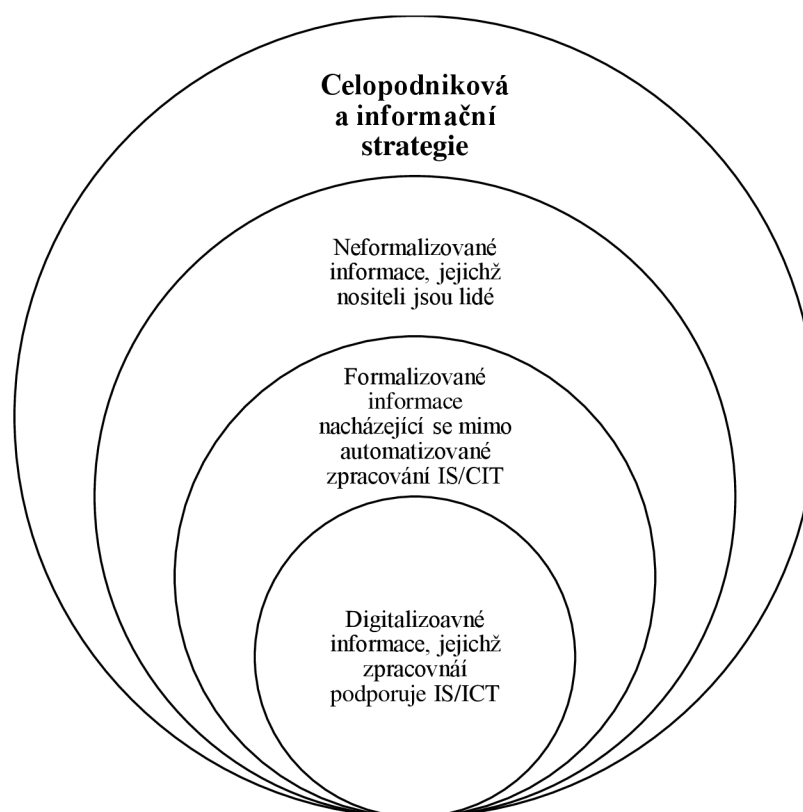 Celopodniková
a informační
strategie
Neformalizované
informace, jejichž
nositeli jsou lidé
Formalizované
informace
nacházející se mimo
automatizované
zpracování IS/CIT
Digitalizoavné
informace, jejichž
zpracovnáí
podporuje IS/ICT